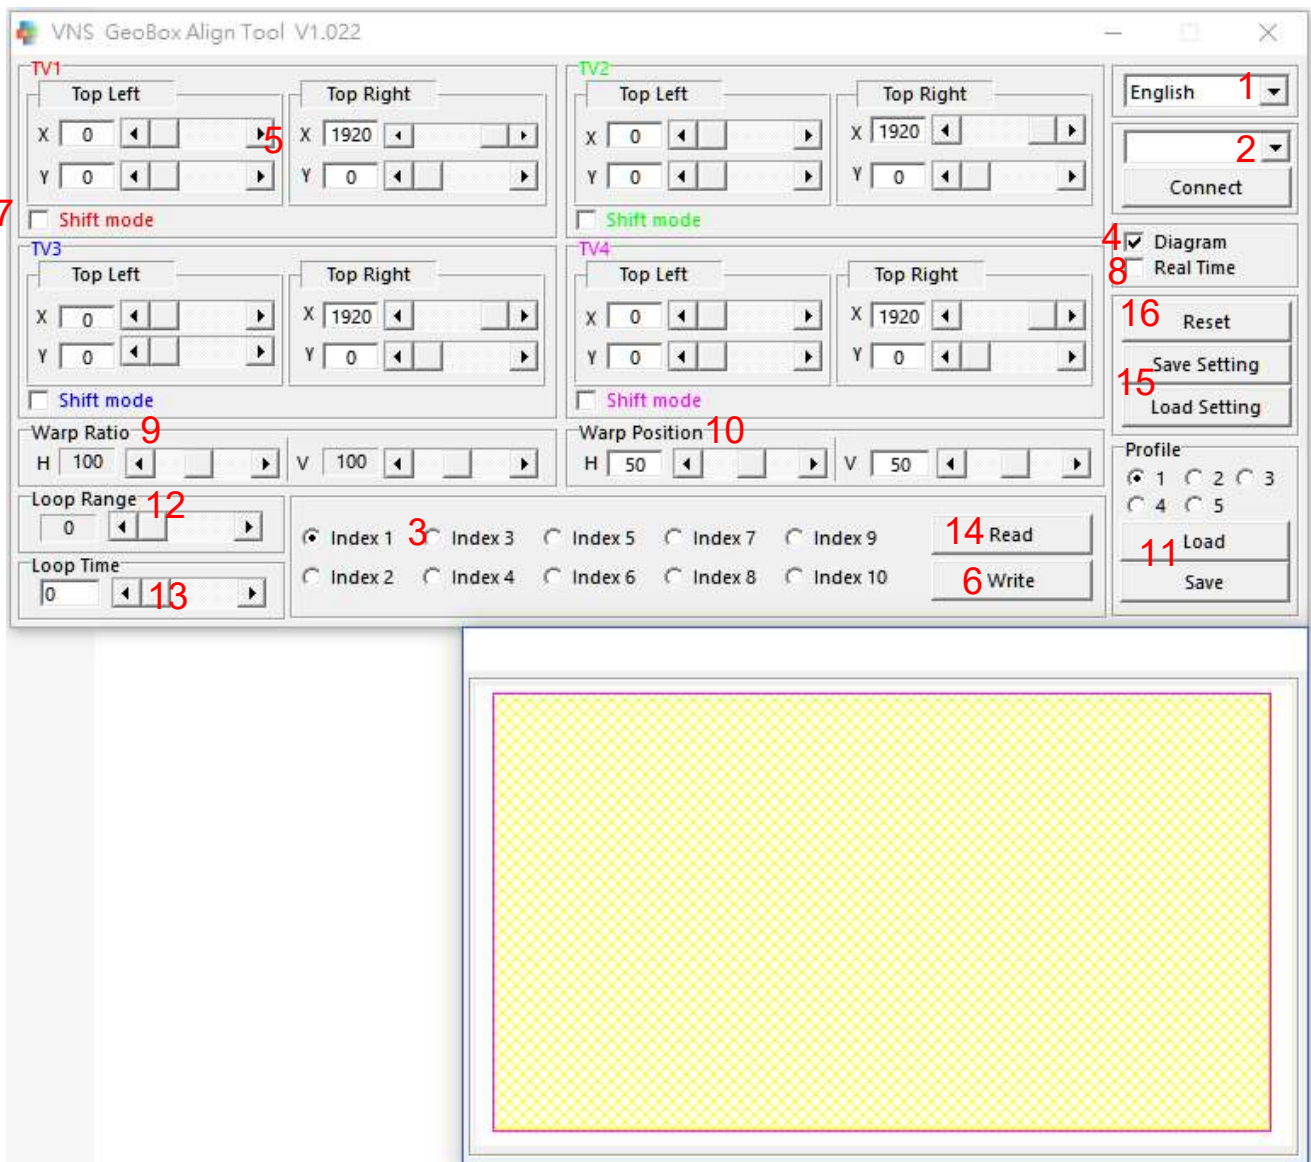 VNS GeoBox Align Tool V1.022
TV1
Top Left
X 0
5
Y 0
Top Right
X 1920
Y 0
7
Shift mode
TV2
Top Left
X 0
Y 0
Top Right
X 1920
Y 0
Shift mode
TV3
Top Left
X 0
Y 0
Top Right
X 1920
Y 0
Shift mode
TV4
Top Left
X 0
Y 0
Top Right
X 1920
Y 0
Shift mode
English 1
2
Connect
4 Diagram
8 Real Time
16 Reset
Save Setting
15
Load Setting
Warp Ratio 9
H 100 V 100
Warp Position 10
H 50 V 50
Profile
1 2 3
4 5
Load
11
Save
Loop Range 12
0
Loop Time
0 13
Index 1 3 Index 3 Index 5 Index 7 Index 9
Index 2 Index 4 Index 6 Index 8 Index 10
14 Read
6 Write